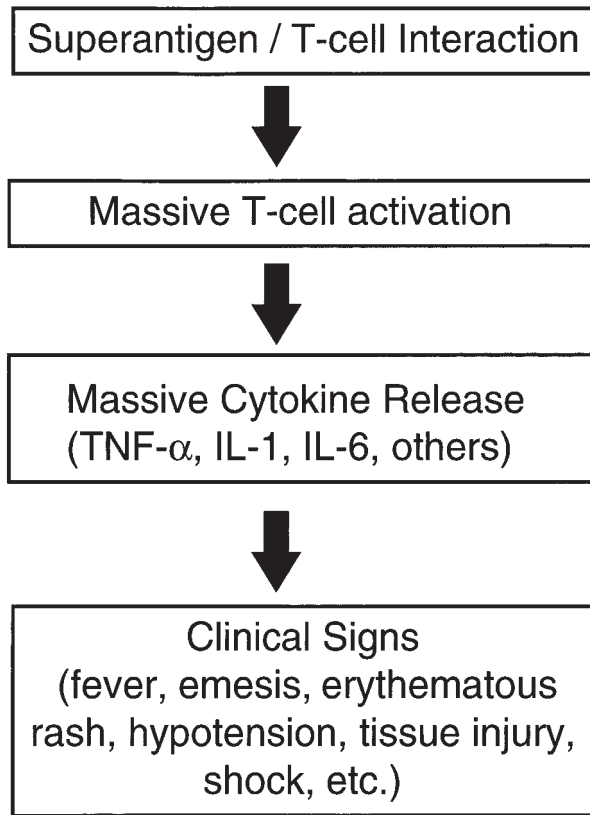 Superantigen / T-cell Interaction
Massive T-cell activation
Massive Cytokine Release
(TNF-α, IL-1, IL-6, others)
Clinical Signs
(fever, emesis, erythematous
rash, hypotension, tissue injury,
shock, etc.)